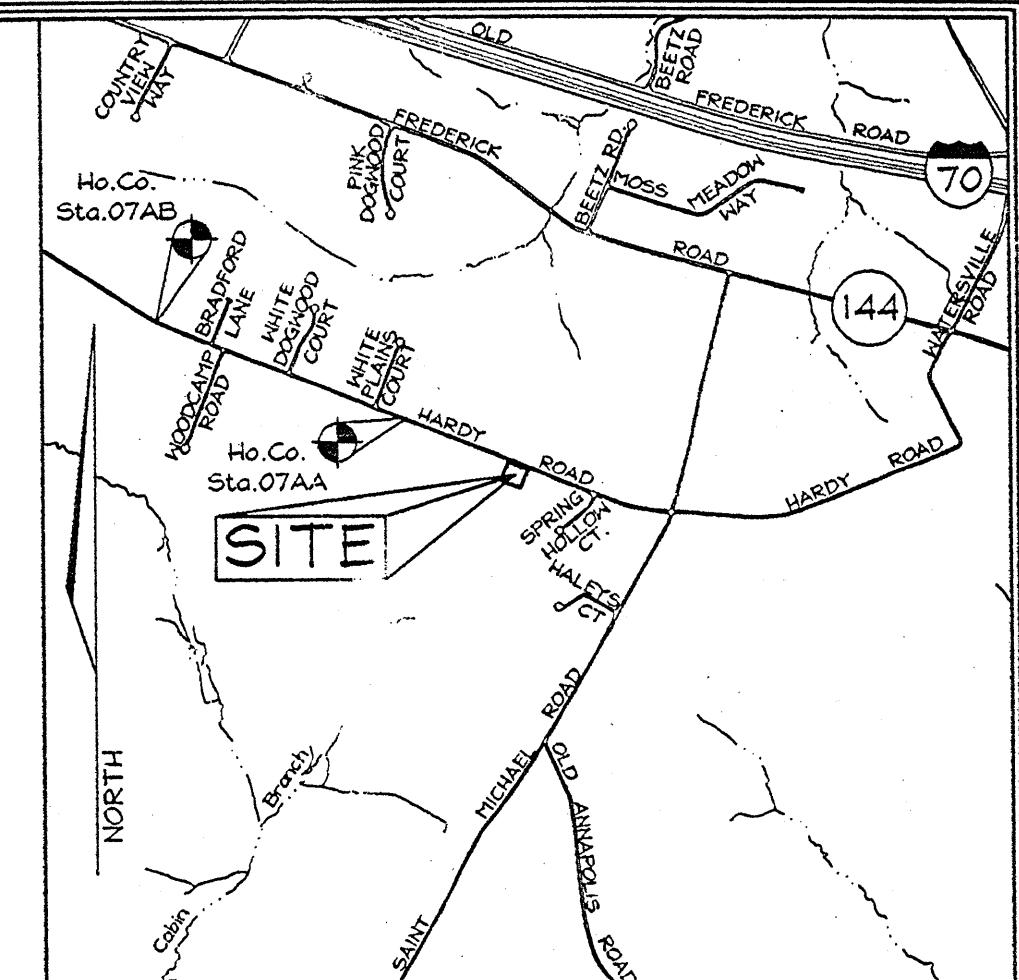 OLD
BEETZ
ROAD
FREDERICK
ROAD
70
COUNTRY
VIEW
WAY
FREDERICK
PINK
DOGWOOD
COURT
BEETZ RD.
MOSS MEADOW
WAY
ROAD
144
WATERSVILLE
ROAD
Ho.Co.
Sta.07AB
BRADFORD
LANE
WHITE
DOGWOOD
COURT
WHITE
PLAINS
COURT
WOODCAMP
ROAD
Ho.Co.
Sta.07AA
HARDY
ROAD
HARDY ROAD
SITE
SPRING
HOLLOW
CT.
HALEYS
CT
NORTH
Branch
Cabin
ROAD
MICHAEL
SAINT
OLD
ANNAPOLIS
ROAD